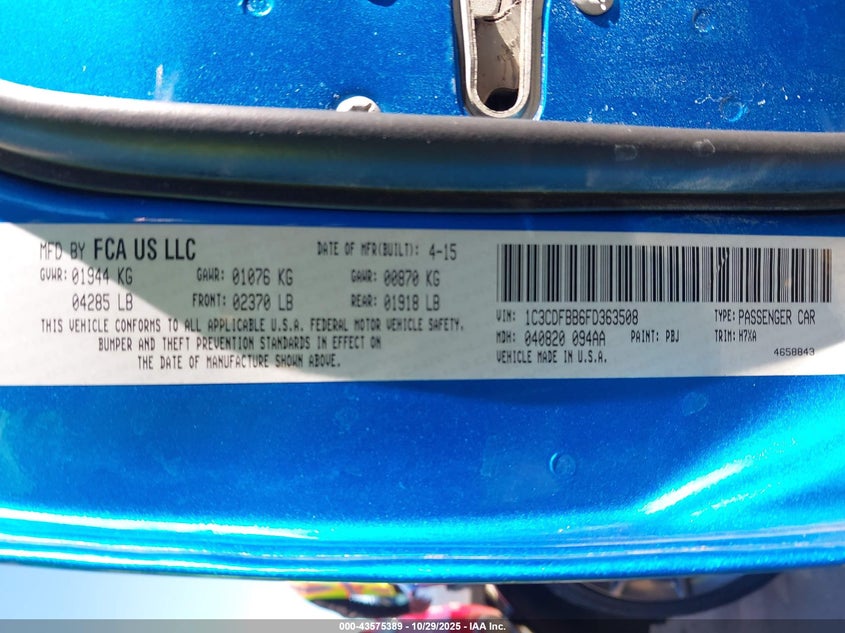 MFD BY FCA US LLC DATE OF MFR(BUILT): 4-15
GVWR: 01944 KG GAWR: 01076 KG GAWR: 00870 KG
04285 LB FRONT: 02370 LB REAR: 01918 LB
THIS VEHICLE CONFORMS TO ALL APPLICABLE U.S.A. FEDERAL MOTOR VEHICLE SAFETY,
BUMPER AND THEFT PREVENTION STANDARDS IN EFFECT ON
THE DATE OF MANUFACTURE SHOWN ABOVE.
VIN: 1C3CDFBB6FD363508 TYPE: PASSENGER CAR
MDH: 040820 094AA PAINT: PBJ TRIM: H7XA
VEHICLE MADE IN U.S.A. 4658843
000-43575389 - 10/29/2025 - IAA Inc.